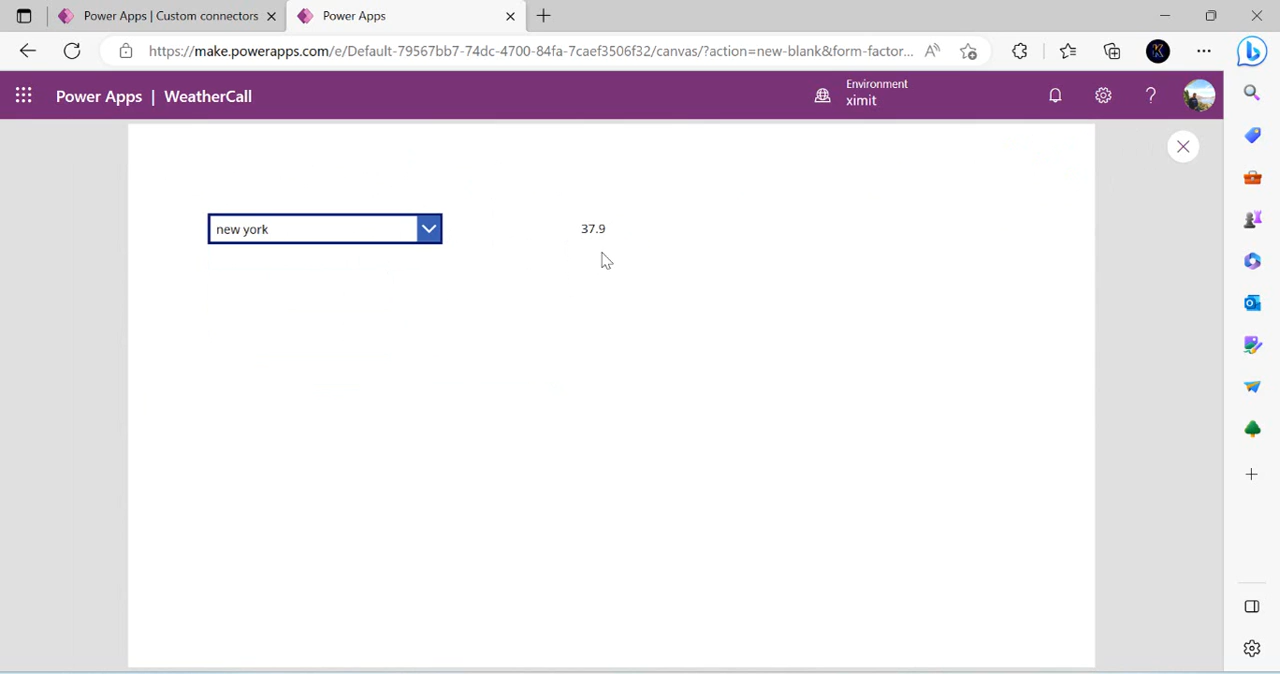 Power Apps | Custom connectors
Power Apps
https://make.powerapps.com/e/Default-79567bb7-74dc-4700-84fa-7caef3506f32/canvas/?action=new-blank&form-factor...
Power Apps | WeatherCall
Environment
ximit
new york
37.9